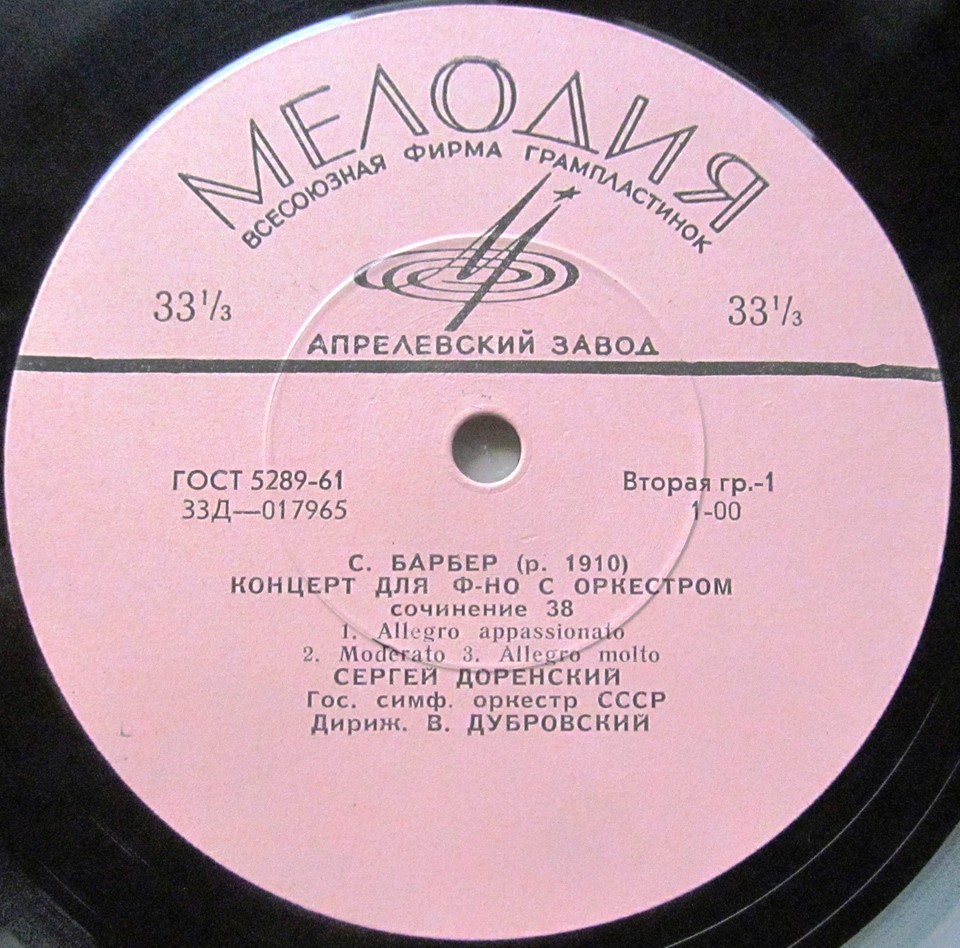 МЕЛОДИЯ
ВСЕСОЮЗНАЯ ФИРМА ГРАМПЛАСТИНОК
33⅓ 33⅓
АПРЕЛЕВСКИЙ ЗАВОД
ГОСТ 5289-61 Вторая гр.-1
33Д—017965 1-00
С. БАРБЕР (р. 1910)
КОНЦЕРТ ДЛЯ Ф-НО С ОРКЕСТРОМ
сочинение 38
1. Allegro appassionato
2. Moderato 3. Allegro molto
СЕРГЕЙ ДОРЕНСКИЙ
Гос. симф. оркестр СССР
Дириж. В. ДУБРОВСКИЙ